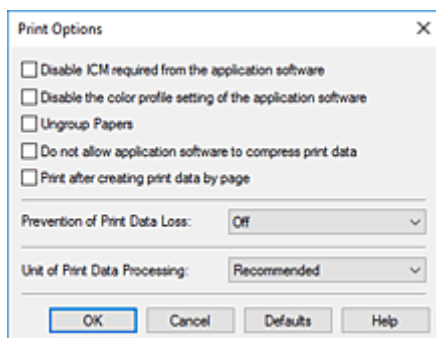 Print Options
Disable ICM required from the application software
Disable the color profile setting of the application software
Ungroup Papers
Do not allow application software to compress print data
Print after creating print data by page
Prevention of Print Data Loss: Off
Unit of Print Data Processing: Recommended
OK Cancel Defaults Help